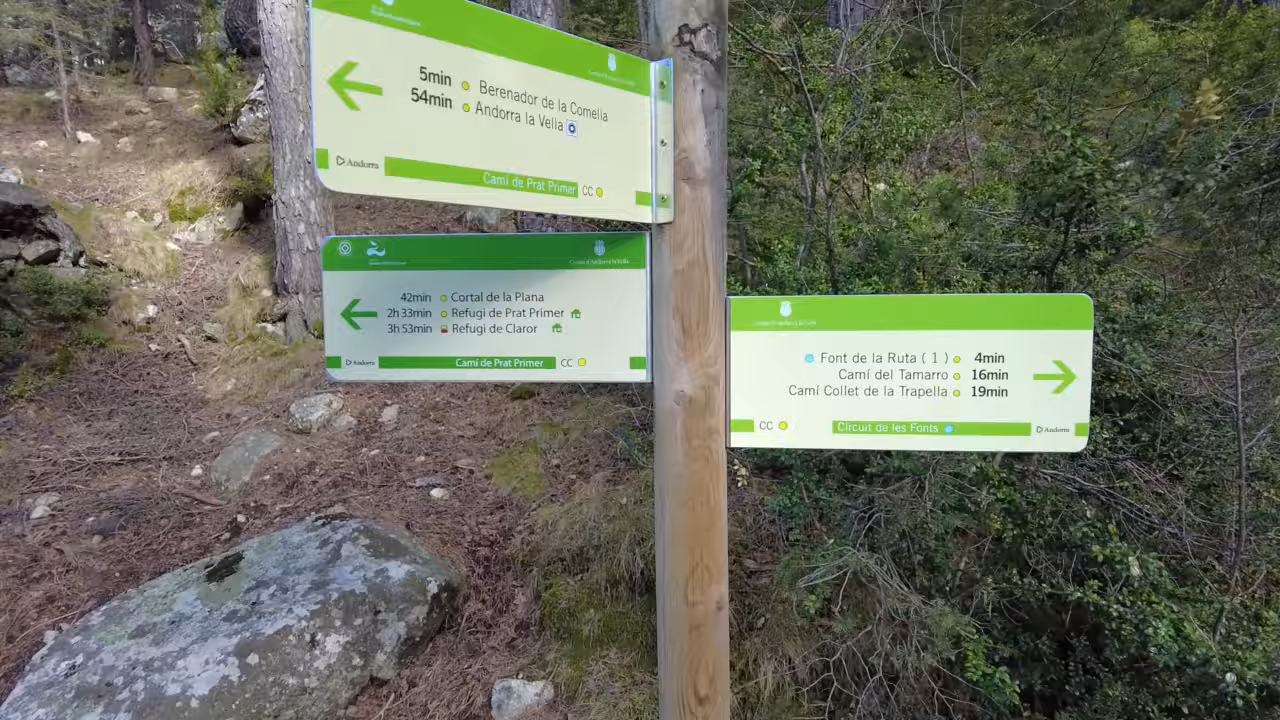 5min Berenador de la Comella
54min Andorra la Vella
Andorra
Camí de Prat Primer CC
42min Cortal de la Plana
2h 33min Refugi de Prat Primer
3h 53min Refugi de Claror
Andorra
Camí de Prat Primer CC
Font de la Ruta ( 1 ) 4min
Camí del Tamarro 16min
Camí Collet de la Trapella 19min
CC Circuit de les Fonts Andorra